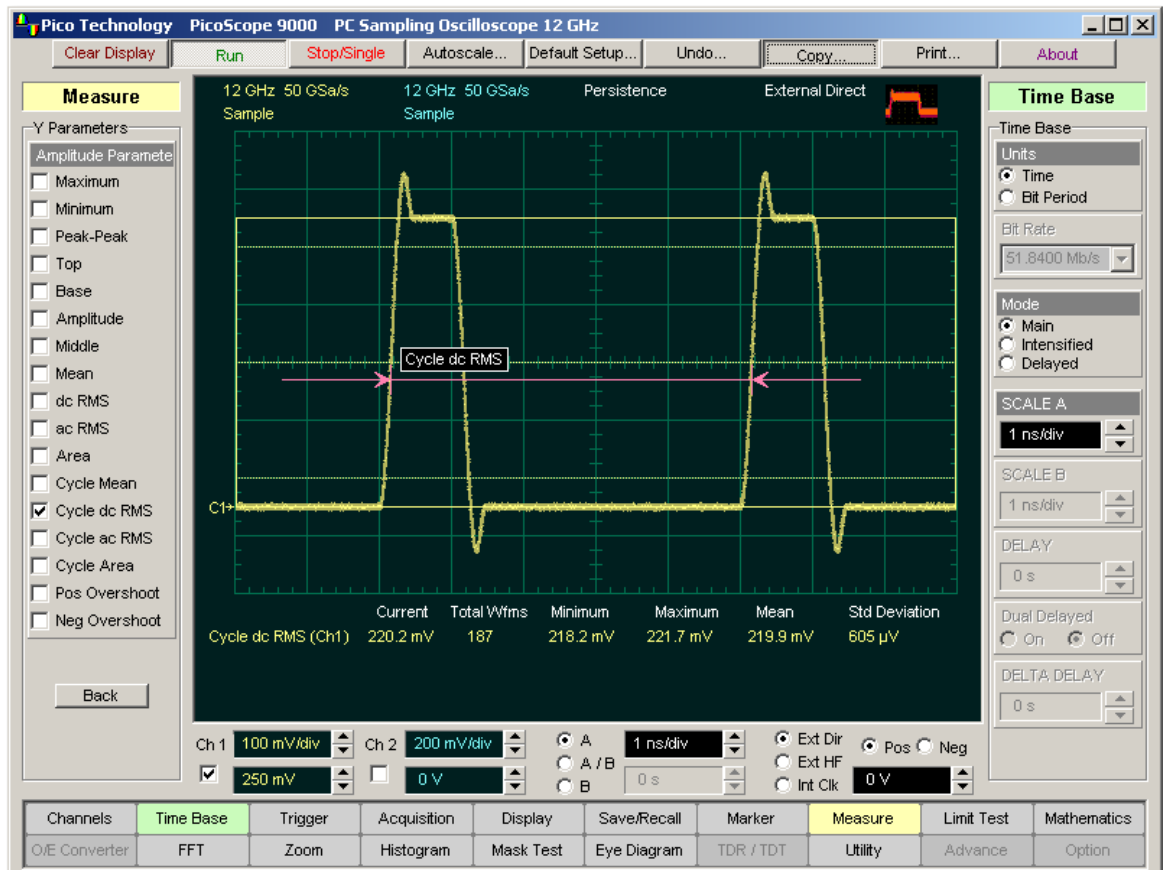 Pico Technology PicoScope 9000 PC Sampling Oscilloscope 12 GHz
Clear Display Run Stop/Single Autoscale... Default Setup... Undo... Copy... Print... About
Measure
Y Parameters
Amplitude Paramete
Maximum
Minimum
Peak-Peak
Top
Base
Amplitude
Middle
Mean
dc RMS
ac RMS
Area
Cycle Mean
Cycle dc RMS
Cycle ac RMS
Cycle Area
Pos Overshoot
Neg Overshoot
Back
12 GHz 50 GSa/s 12 GHz 50 GSa/s Persistence External Direct
Sample Sample
Cycle dc RMS
C1
Current Total Wfms Minimum Maximum Mean Std Deviation
Cycle dc RMS (Ch1) 220.2 mV 187 218.2 mV 221.7 mV 219.9 mV 605 µV
Time Base
Time Base
Units
Time
Bit Period
Bit Rate
51.8400 Mb/s
Mode
Main
Intensified
Delayed
SCALE A
1 ns/div
SCALE B
1 ns/div
DELAY
0 s
Dual Delayed
On Off
DELTA DELAY
0 s
Ch 1 100 mV/div Ch 2 200 mV/div A 1 ns/div Ext Dir Pos Neg
A / B Ext HF
250 mV 0 V B 0 s Int Clk 0 V
Channels Time Base Trigger Acquisition Display Save/Recall Marker Measure Limit Test Mathematics
O/E Converter FFT Zoom Histogram Mask Test Eye Diagram TDR / TDT Utility Advance Option